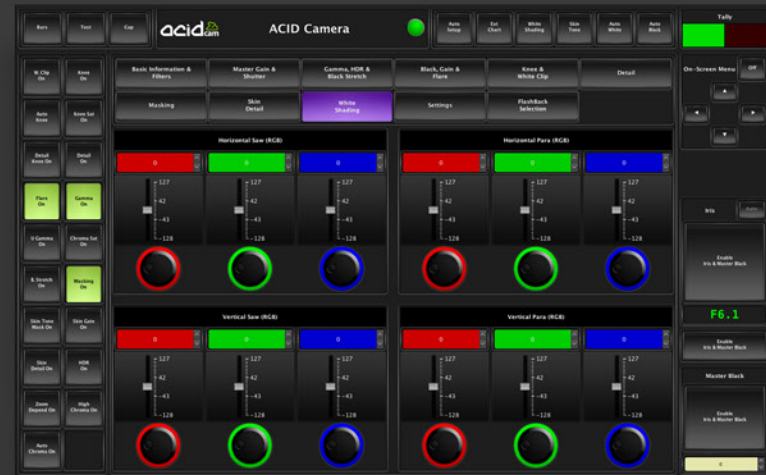 Bars
Test
Cap
acidcam
ACID Camera
Auto
Setup
Ext
Chart
White
Shading
Skin
Tone
Auto
White
Auto
Black
Tally
W. Clip
On
Knee
On
Auto
Knee
Knee Sat
On
Detail
Knee On
Detail
On
Flare
On
Gamma
On
U Gamma
On
Chroma Sat
On
B. Stretch
On
Masking
On
Skin Tone
Mask On
Skin Gate
On
Skin
Detail On
HDR
On
Zoom
Depend On
High
Chroma On
Auto
Chroma On
Basic Information &
Filters
Master Gain &
Shutter
Gamma, HDR &
Black Stretch
Black, Gain &
Flare
Knee &
White Clip
Detail
Masking
Skin
Detail
White
Shading
Settings
FlashBack
Selection
Horizontal Saw (RGB)
0
0
0
127
42
-43
-128
127
42
-43
-128
127
42
-43
-128
Horizontal Para (RGB)
0
0
0
127
42
-43
-128
127
42
-43
-128
127
42
-43
-128
Vertical Saw (RGB)
0
0
0
127
42
-43
-128
127
42
-43
-128
127
42
-43
-128
Vertical Para (RGB)
0
0
0
127
42
-43
-128
127
42
-43
-128
127
42
-43
-128
On-Screen Menu
Off
Iris
Auto
Enable
Iris & Master Black
F6.1
Enable
Iris & Master Black
Master Black
Enable
Iris & Master Black
0